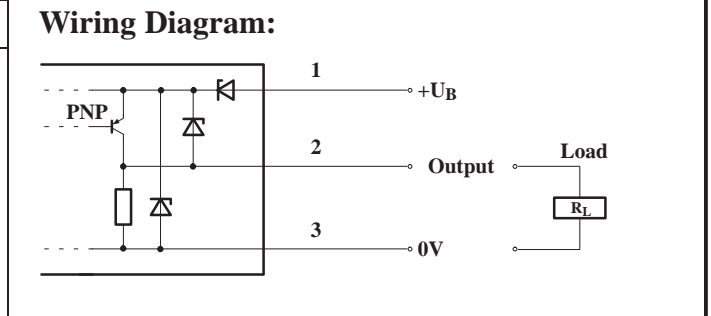 Wiring Diagram:
1
+UB
PNP
2
Output
Load
RL
3
0V